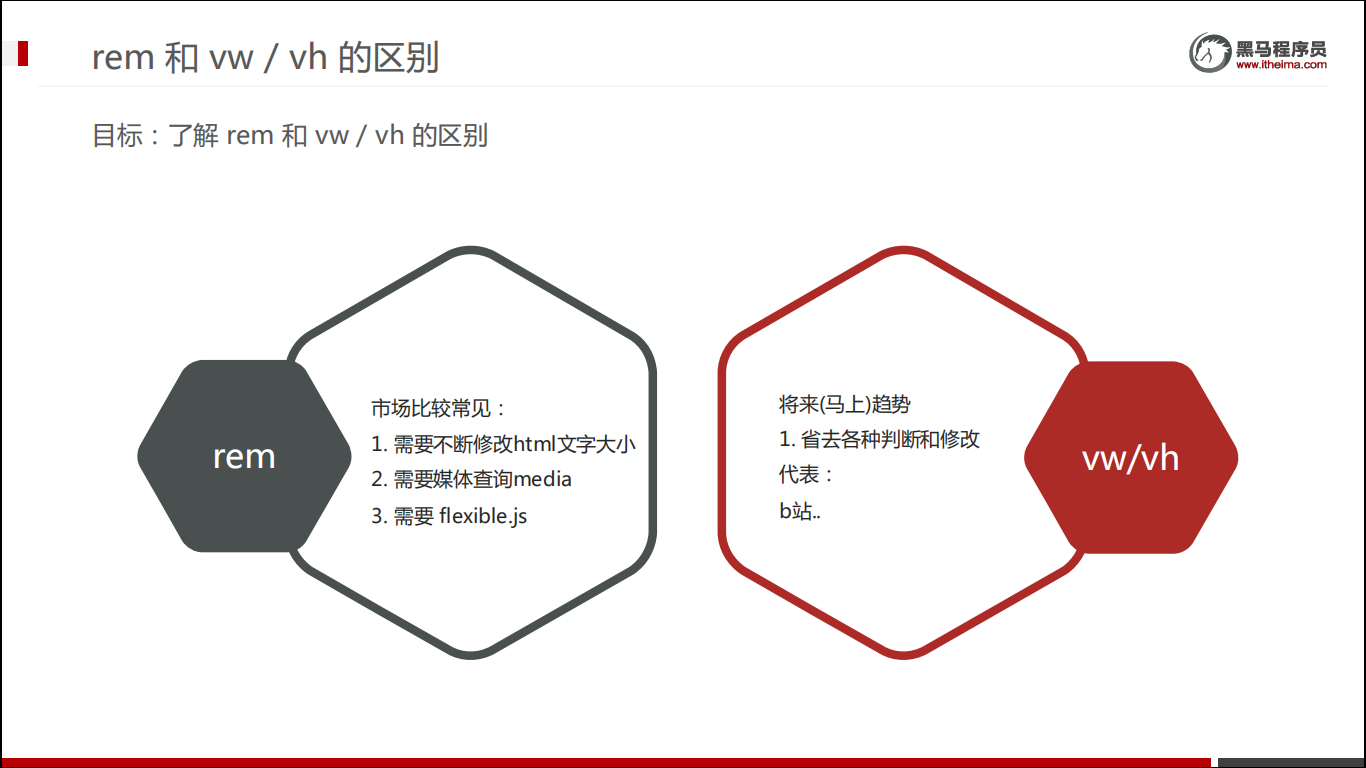 rem 和 vw / vh 的区别
黑马程序员
www.itheima.com
目标：了解 rem 和 vw / vh 的区别
rem
市场比较常见：
1. 需要不断修改html文字大小
2. 需要媒体查询media
3. 需要 flexible.js
将来(马上)趋势
1. 省去各种判断和修改
代表：
b站..
vw/vh